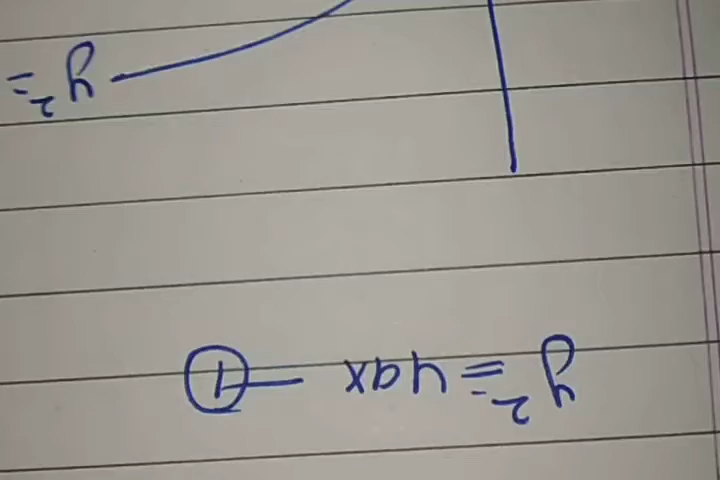 y² = 4ax — ①
y² =